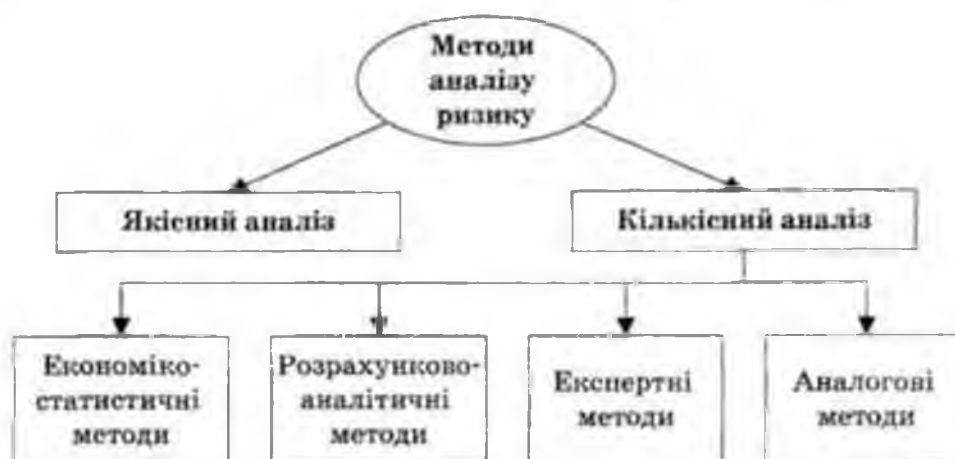 Методи
аналізу
ризику
Якісний аналіз
Кількісний аналіз
Економіко-
статистичні
методи
Розрахунково-
аналітичні
методи
Експертні
методи
Аналогові
методи